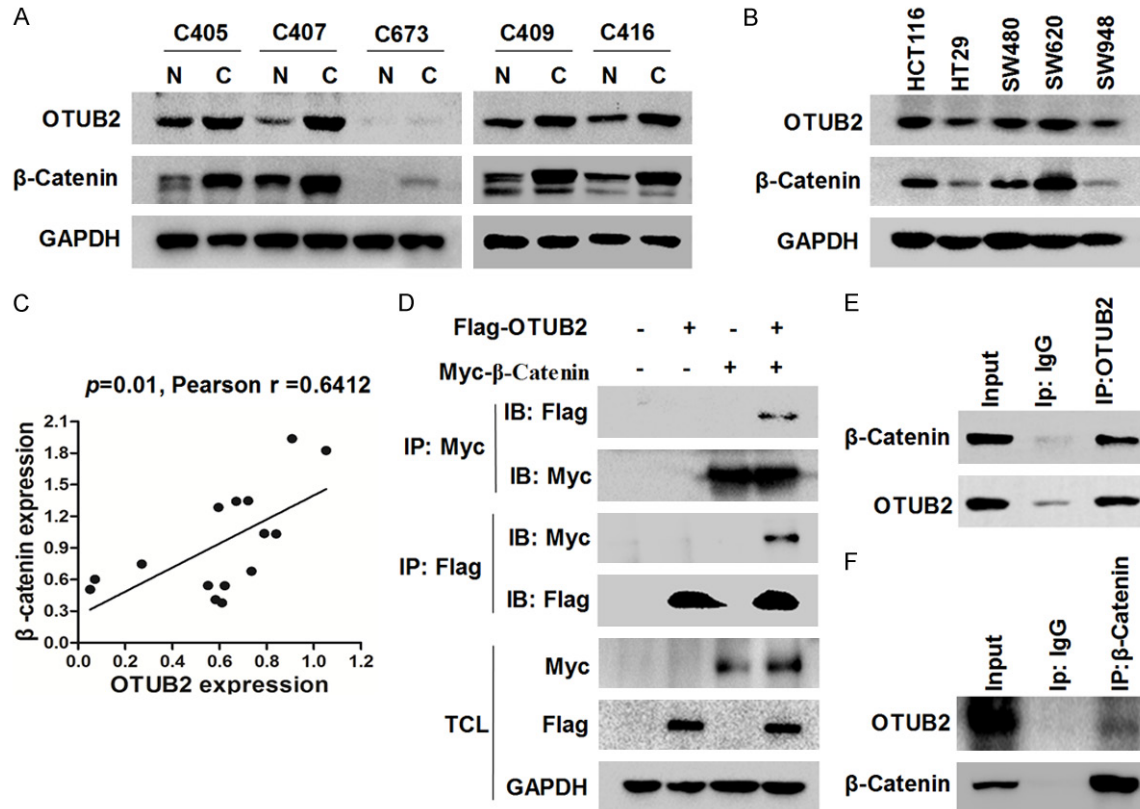 A
C405 C407 C673 C409 C416
N C N C N C N C N C
OTUB2
β-Catenin
GAPDH
B
HCT116 HT29 SW480 SW620 SW948
OTUB2
β-Catenin
GAPDH
C
p=0.01, Pearson r =0.6412
β -catenin expression
2.1
1.8
1.5
1.2
0.9
0.6
0.3
0.0
0.0 0.2 0.4 0.6 0.8 1.0 1.2
OTUB2 expression
D
Flag-OTUB2 - + - +
Myc-β-Catenin - - + +
IP: Myc
IB: Flag
IB: Myc
IP: Flag
IB: Myc
IB: Flag
TCL
Myc
Flag
GAPDH
E
Input Ip: IgG IP:OTUB2
β-Catenin
OTUB2
F
Input Ip: IgG IP:β-Catenin
OTUB2
β-Catenin